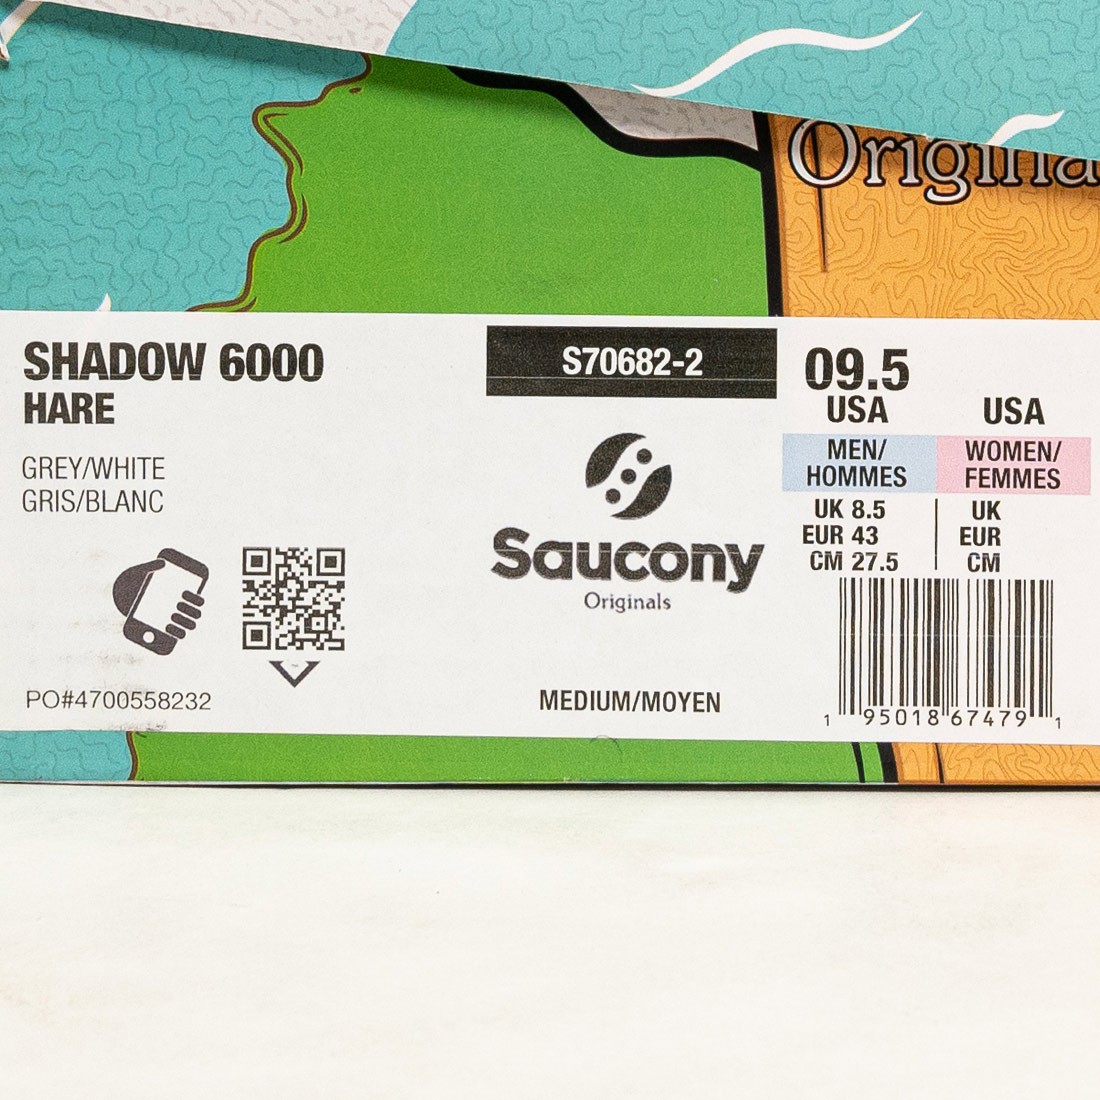 Origina
SHADOW 6000
HARE
GREY/WHITE
GRIS/BLANC
PO#4700558232
S70682-2
Saucony
Originals
MEDIUM/MOYEN
09.5
USA USA
MEN/ WOMEN/
HOMMES FEMMES
UK 8.5 UK
EUR 43 EUR
CM 27.5 CM
1 95018 67479 1